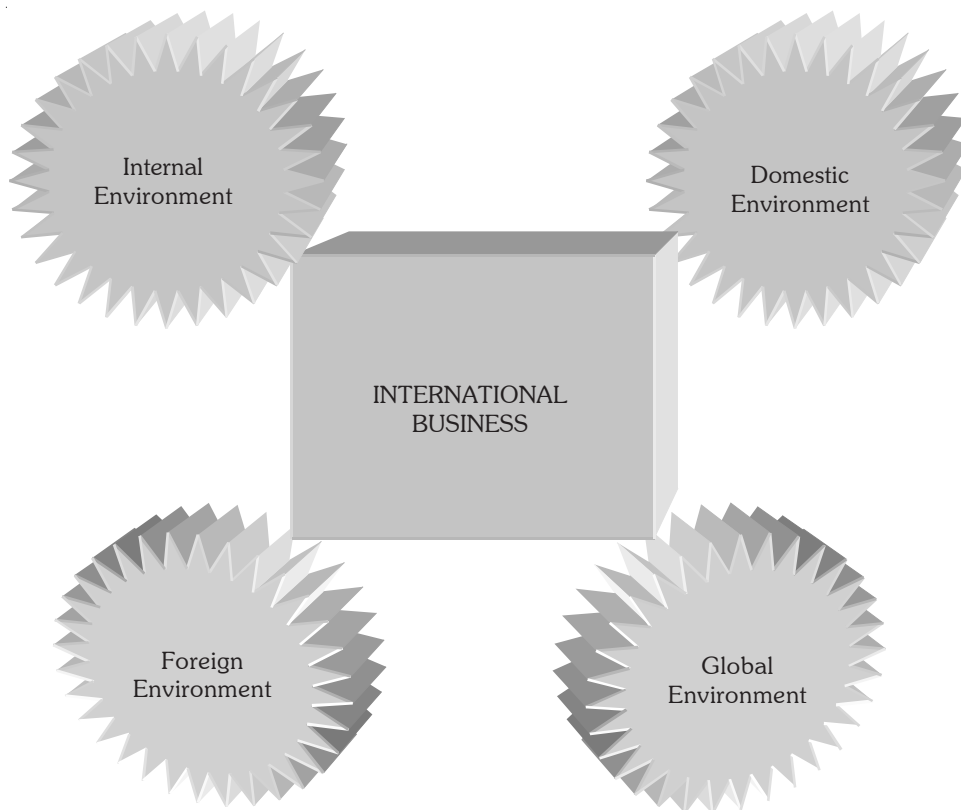 Internal
Environment
Domestic
Environment
INTERNATIONAL
BUSINESS
Foreign
Environment
Global
Environment